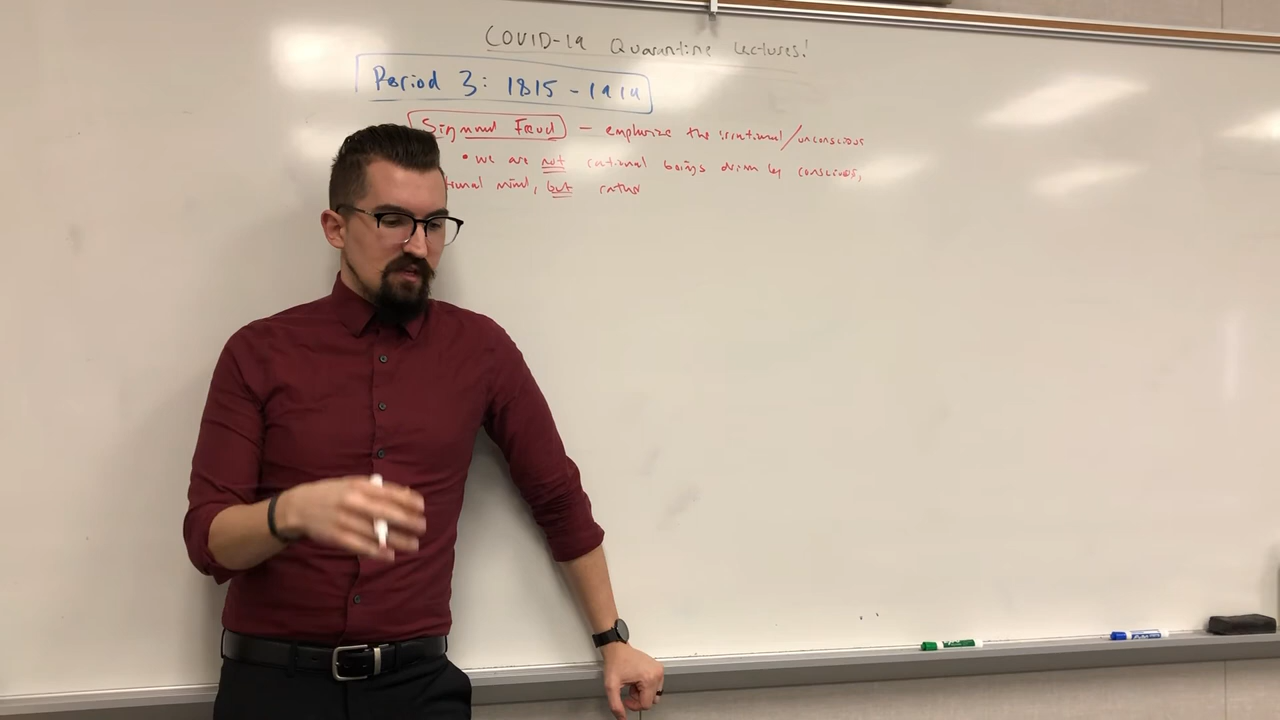 COVID-19 Quarantine Lectures!
Period 3: 1815 - 1914
Sigmund Freud - emphasize the irrational/unconscious
• we are not rational beings driven by conscious,
tional mind, but rather